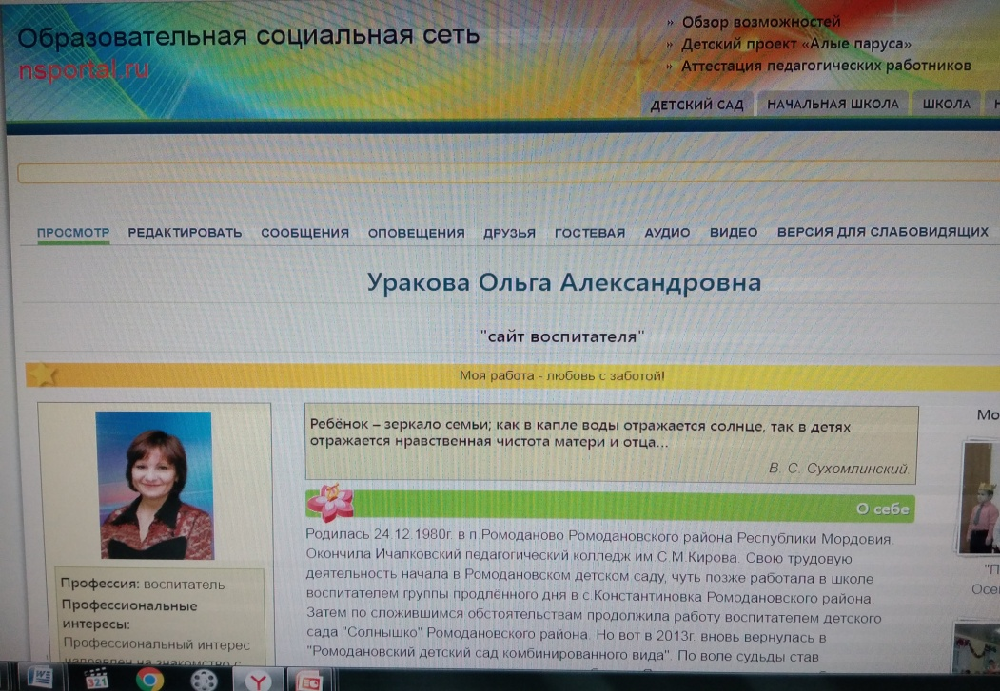 Образовательная социальная сеть
nsportal.ru
» Обзор возможностей
» Детский проект «Алые паруса»
» Аттестация педагогических работников
ДЕТСКИЙ САД НАЧАЛЬНАЯ ШКОЛА ШКОЛА Н
ПРОСМОТР РЕДАКТИРОВАТЬ СООБЩЕНИЯ ОПОВЕЩЕНИЯ ДРУЗЬЯ ГОСТЕВАЯ АУДИО ВИДЕО ВЕРСИЯ ДЛЯ СЛАБОВИДЯЩИХ
Уракова Ольга Александровна
"сайт воспитателя"
Моя работа - любовь с заботой!
Ребёнок – зеркало семьи; как в капле воды отражается солнце, так в детях
отражается нравственная чистота матери и отца...
В. С. Сухомлинский.
О себе
Родилась 24.12.1980г. в п.Ромоданово Ромодановского района Республики Мордовия.
Окончила Ичалковский педагогический колледж им.С.М.Кирова. Свою трудовую
деятельность начала в Ромодановском детском саду, чуть позже работала в школе
воспитателем группы продлённого дня в с.Константиновка Ромодановского района.
Затем по сложившимся обстоятельствам продолжила работу воспитателем детского
сада "Солнышко" Ромодановского района. Но вот в 2013г. вновь вернулась в
"Ромодановский детский сад комбинированного вида". По воле судьбы став
Профессия: воспитатель
Профессиональные
интересы:
Профессиональный интерес
направлен на знакомство с
Мо
"П
Осе
321